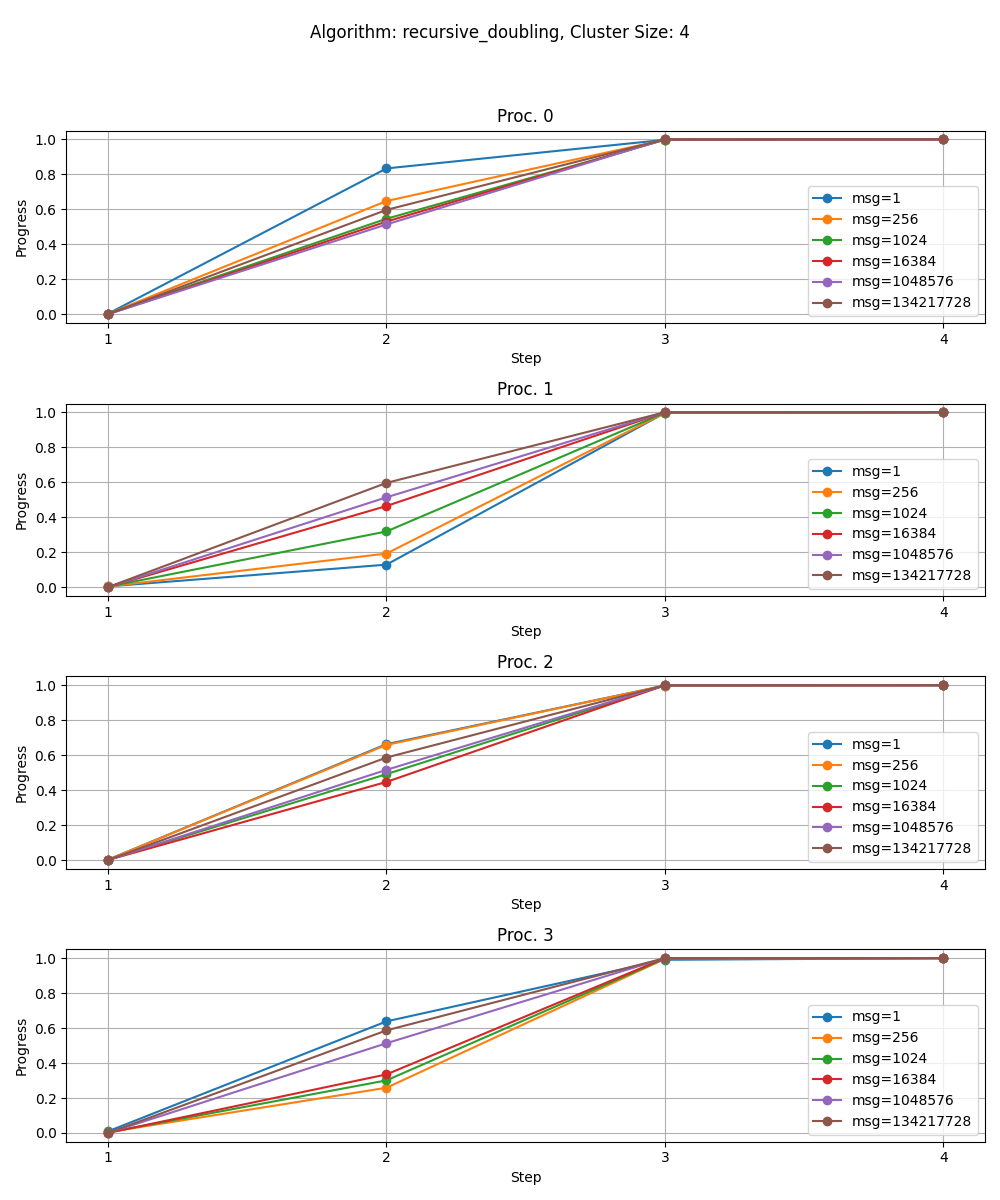 Algorithm: recursive_doubling, Cluster Size: 4
Proc. 0
Progress
1.0
0.8
0.6
0.4
0.2
0.0
msg=1
msg=256
msg=1024
msg=16384
msg=1048576
msg=134217728
1 2 3 4
Step
Proc. 1
Progress
1.0
0.8
0.6
0.4
0.2
0.0
msg=1
msg=256
msg=1024
msg=16384
msg=1048576
msg=134217728
1 2 3 4
Step
Proc. 2
Progress
1.0
0.8
0.6
0.4
0.2
0.0
msg=1
msg=256
msg=1024
msg=16384
msg=1048576
msg=134217728
1 2 3 4
Step
Proc. 3
Progress
1.0
0.8
0.6
0.4
0.2
0.0
msg=1
msg=256
msg=1024
msg=16384
msg=1048576
msg=134217728
1 2 3 4
Step